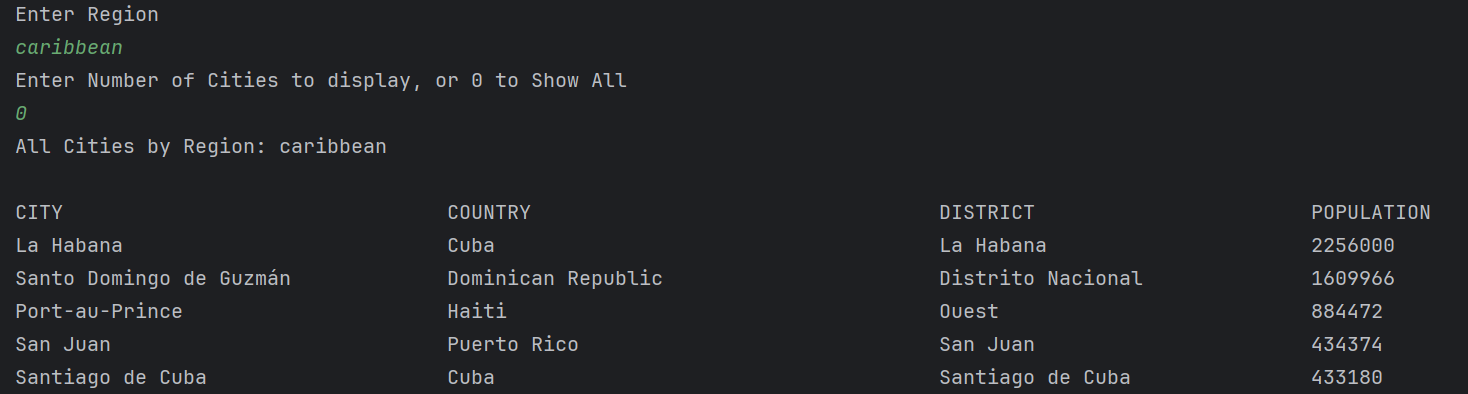 Enter Region
caribbean
Enter Number of Cities to display, or 0 to Show All
0
All Cities by Region: caribbean
CITY COUNTRY DISTRICT POPULATION
La Habana Cuba La Habana 2256000
Santo Domingo de Guzmán Dominican Republic Distrito Nacional 1609966
Port-au-Prince Haiti Ouest 884472
San Juan Puerto Rico San Juan 434374
Santiago de Cuba Cuba Santiago de Cuba 433180